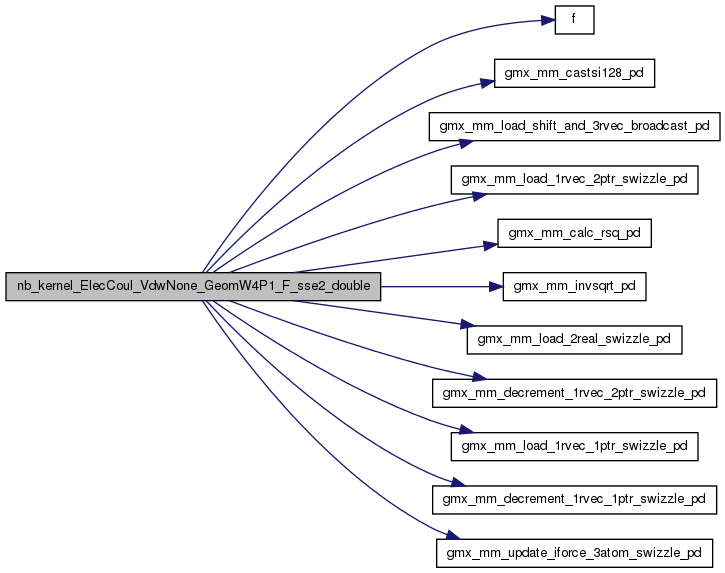 f
gmx_mm_castsi128_pd
gmx_mm_load_shift_and_3rvec_broadcast_pd
gmx_mm_load_1rvec_2ptr_swizzle_pd
gmx_mm_calc_rsq_pd
nb_kernel_ElecCoul_VdwNone_GeomW4P1_F_sse2_double
gmx_mm_invsqrt_pd
gmx_mm_load_2real_swizzle_pd
gmx_mm_decrement_1rvec_2ptr_swizzle_pd
gmx_mm_load_1rvec_1ptr_swizzle_pd
gmx_mm_decrement_1rvec_1ptr_swizzle_pd
gmx_mm_update_iforce_3atom_swizzle_pd